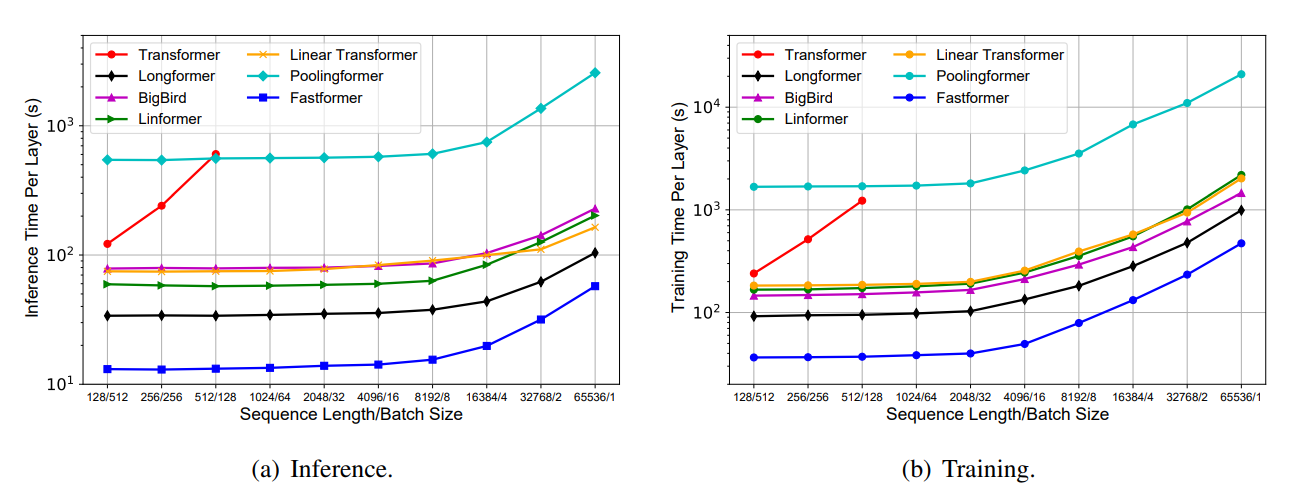 Transformer
Longformer
BigBird
Linformer
Linear Transformer
Poolingformer
Fastformer
Inference Time Per Layer (s)
10³
10²
10¹
128/512 256/256 512/128 1024/64 2048/32 4096/16 8192/8 16384/4 32768/2 65536/1
Sequence Length/Batch Size
(a) Inference.
Transformer
Longformer
BigBird
Linformer
Linear Transformer
Poolingformer
Fastformer
Training Time Per Layer (s)
10⁴
10³
10²
128/512 256/256 512/128 1024/64 2048/32 4096/16 8192/8 16384/4 32768/2 65536/1
Sequence Length/Batch Size
(b) Training.